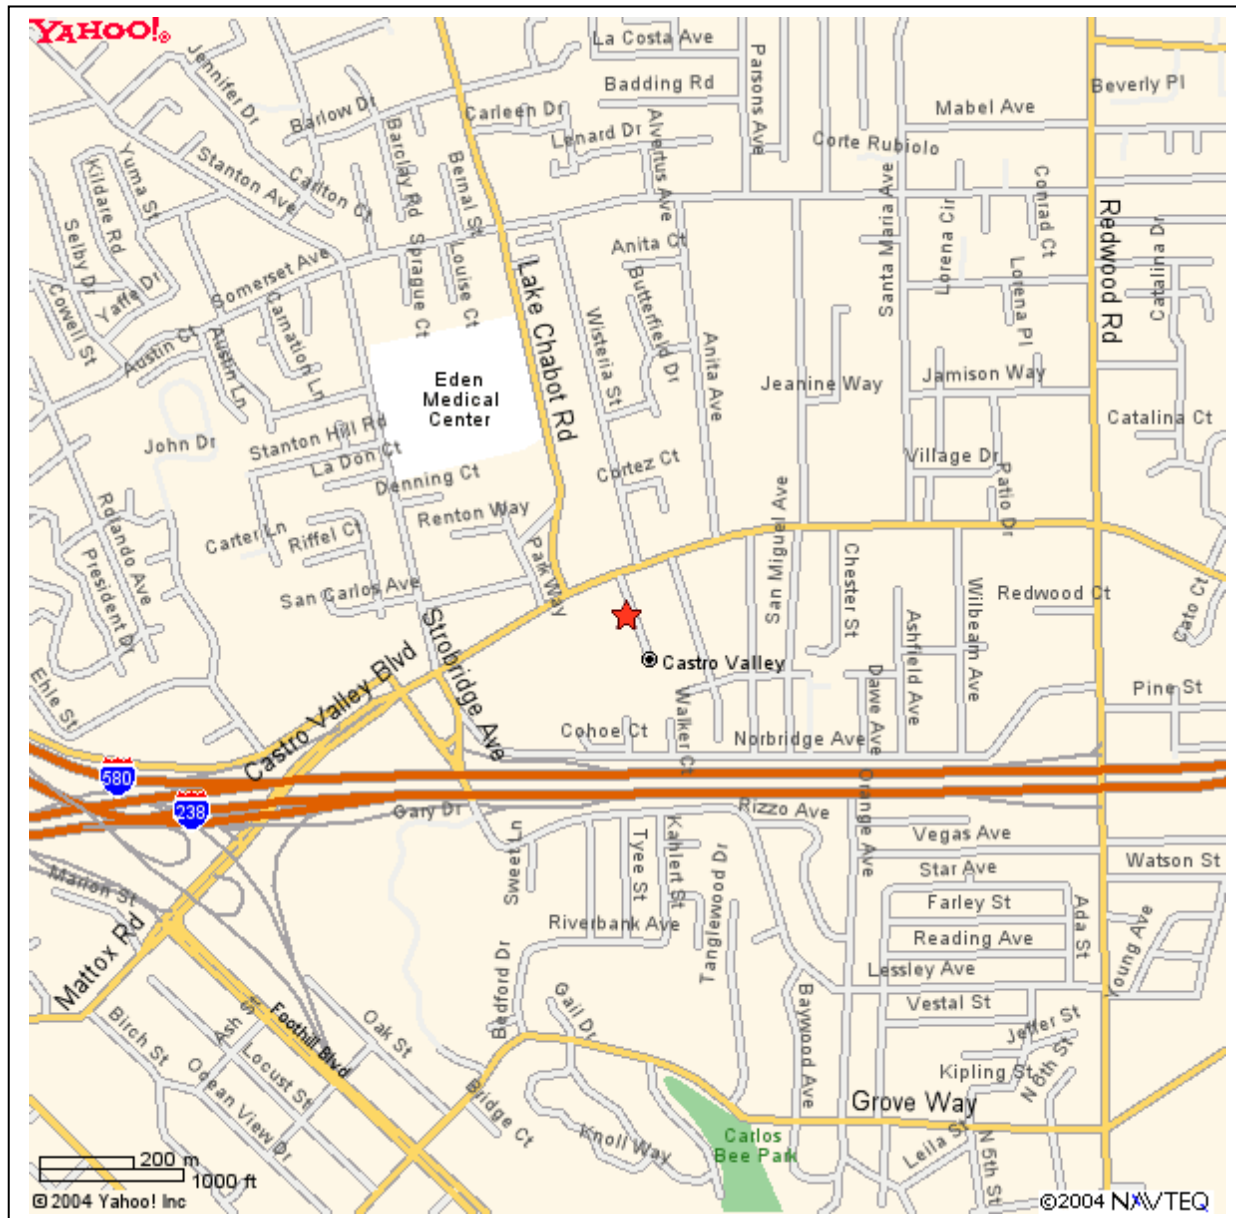 YAHOO!®
La Costa Ave
Badding Rd
Parsons Ave
Beverly Pl
Mabel Ave
Jennifer Dr
Barlow Dr
Carleen Dr
Lenard Dr
Alvertus Ave
Corte Rubiolo
Barclay Rd
Bernal St
Yuma St
Kildare Rd
Stanton Ave
Carlton Ct
Santa Maria Ave
Lorena Cir
Conrad Ct
Redwood Rd
Catalina Dr
Selby Dr
Yaffe Dr
Cowell St
Somerset Ave
Sprague Ct
Louise Ct
Lake Chabot Rd
Anita Ct
Butterfield Dr
Wisteria St
Anita Ave
Lorena Pl
Austin Ct
Austin Ln
Carnation Ln
Eden
Medical
Center
Jeanine Way
Jamison Way
Catalina Ct
John Dr
Stanton Hill Rd
La Don Ct
Denning Ct
Cortez Ct
Village Dr
Patio Dr
Rolando Ave
President Dr
Carter Ln
Riffel Ct
Renton Way
Park Way
San Miguel Ave
Chester St
Wilbeam Ave
Ashfield Ave
Redwood Ct
Cato Ct
San Carlos Ave
Strobridge Ave
Castro Valley
Castro Valley Blvd
Ehle St
Walker Ct
Dawe Ave
Pine St
Cohoe Ct
Norbridge Ave
580
238
Gary Dr
Rizzo Ave
Orange Ave
Vegas Ave
Sweet Ln
Tyee St
Kahlert St
Tanglewood Dr
Star Ave
Watson St
Marion St
Farley St
Ada St
Riverbank Ave
Reading Ave
Young Ave
Mattox Rd
Bedford Dr
Lessley Ave
Gail Dr
Baywood Ave
Vestal St
Birch St
Ash St
Foothill Blvd
Oak St
Jeffer St
Locust St
Ocean View Dr
Kipling St
N 6th St
Bridge Ct
Knoll Way
Grove Way
Carlos
Bee Park
Leila St
N 5th St
200 m
1000 ft
© 2004 Yahoo! Inc
©2004 NAVTEQ